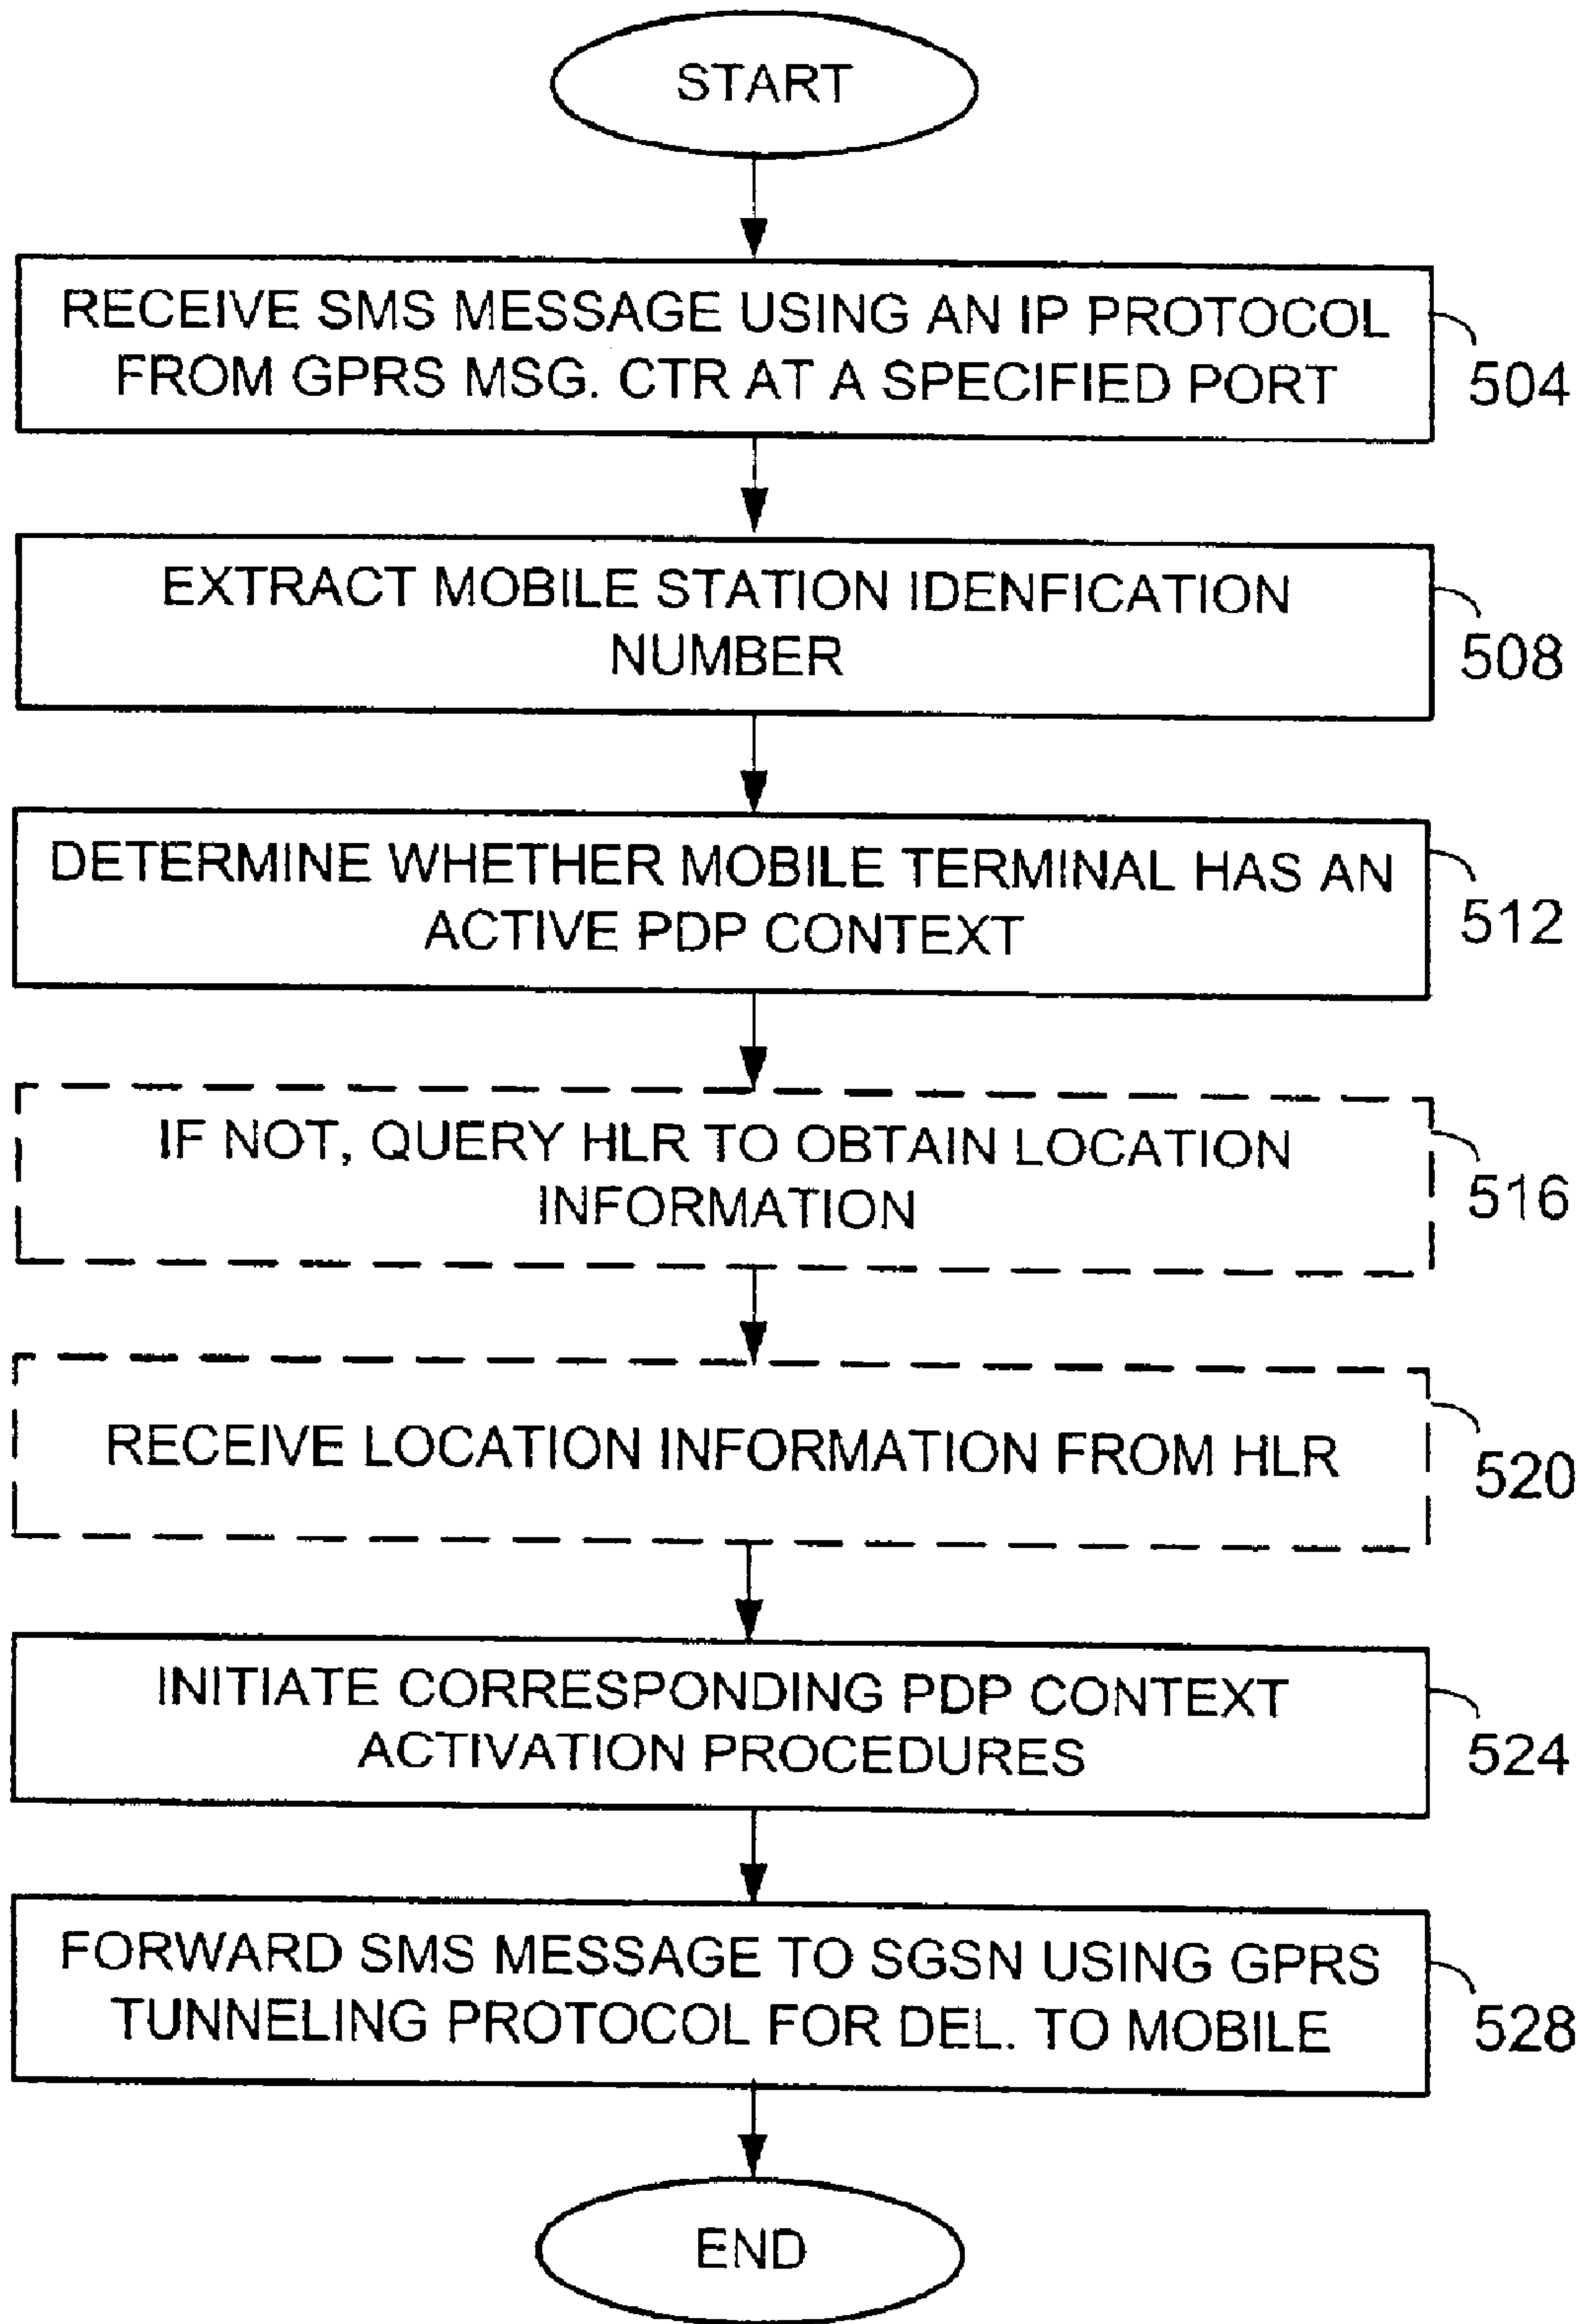 START
RECEIVE SMS MESSAGE USING AN IP PROTOCOL
FROM GPRS MSG. CTR AT A SPECIFIED PORT
504
EXTRACT MOBILE STATION IDENFICATION
NUMBER
508
DETERMINE WHETHER MOBILE TERMINAL HAS AN
ACTIVE PDP CONTEXT
512
IF NOT, QUERY HLR TO OBTAIN LOCATION
INFORMATION
516
RECEIVE LOCATION INFORMATION FROM HLR
520
INITIATE CORRESPONDING PDP CONTEXT
ACTIVATION PROCEDURES
524
FORWARD SMS MESSAGE TO SGSN USING GPRS
TUNNELING PROTOCOL FOR DEL. TO MOBILE
528
END